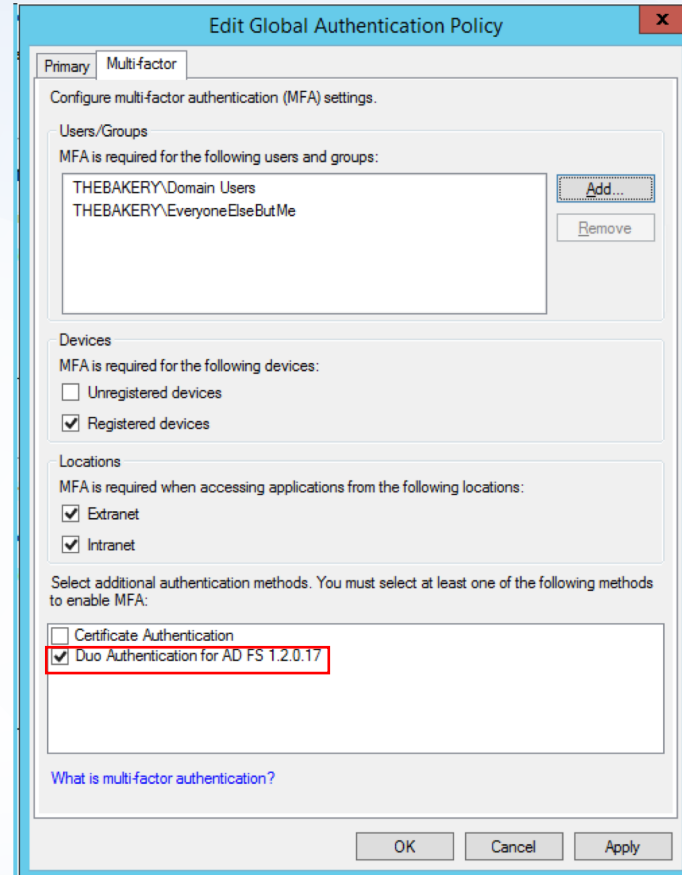 Edit Global Authentication Policy
x
Primary
Multi-factor
Configure multi-factor authentication (MFA) settings.
Users/Groups
MFA is required for the following users and groups:
THEBAKERY\Domain Users
THEBAKERY\EveryoneElseButMe
Add...
Remove
Devices
MFA is required for the following devices:
Unregistered devices
Registered devices
Locations
MFA is required when accessing applications from the following locations:
Extranet
Intranet
Select additional authentication methods. You must select at least one of the following methods
to enable MFA:
Certificate Authentication
Duo Authentication for AD FS 1.2.0.17
What is multi-factor authentication?
OK
Cancel
Apply